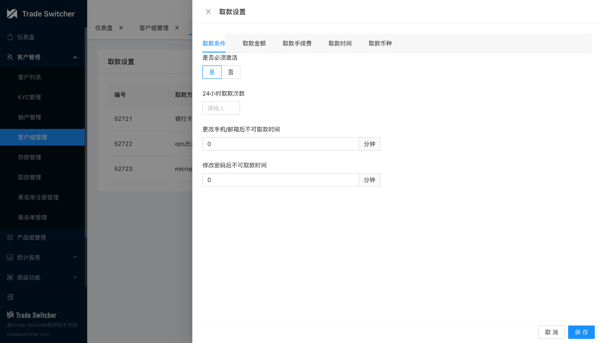 Trade Switcher
仪表盘
客户管理
客户列表
KYC管理
销户管理
客户组管理
存款管理
取款管理
黑名单注册管理
黑名单管理
产品组管理
统计报表
高级功能
Trade Switcher
由Trade Switcher提供技术支持
tradeswitcher.com
仪表盘
客户组管理
取款设置
编号
取款方
52721
银行卡
52722
ops出
52723
microp
取款设置
取款条件
取款金额
取款手续费
取款时间
取款币种
是否必须激活
是
否
24小时取款次数
请输入
更改手机/邮箱后不可取款时间
0
分钟
修改密码后不可取款时间
0
分钟
取 消
保 存